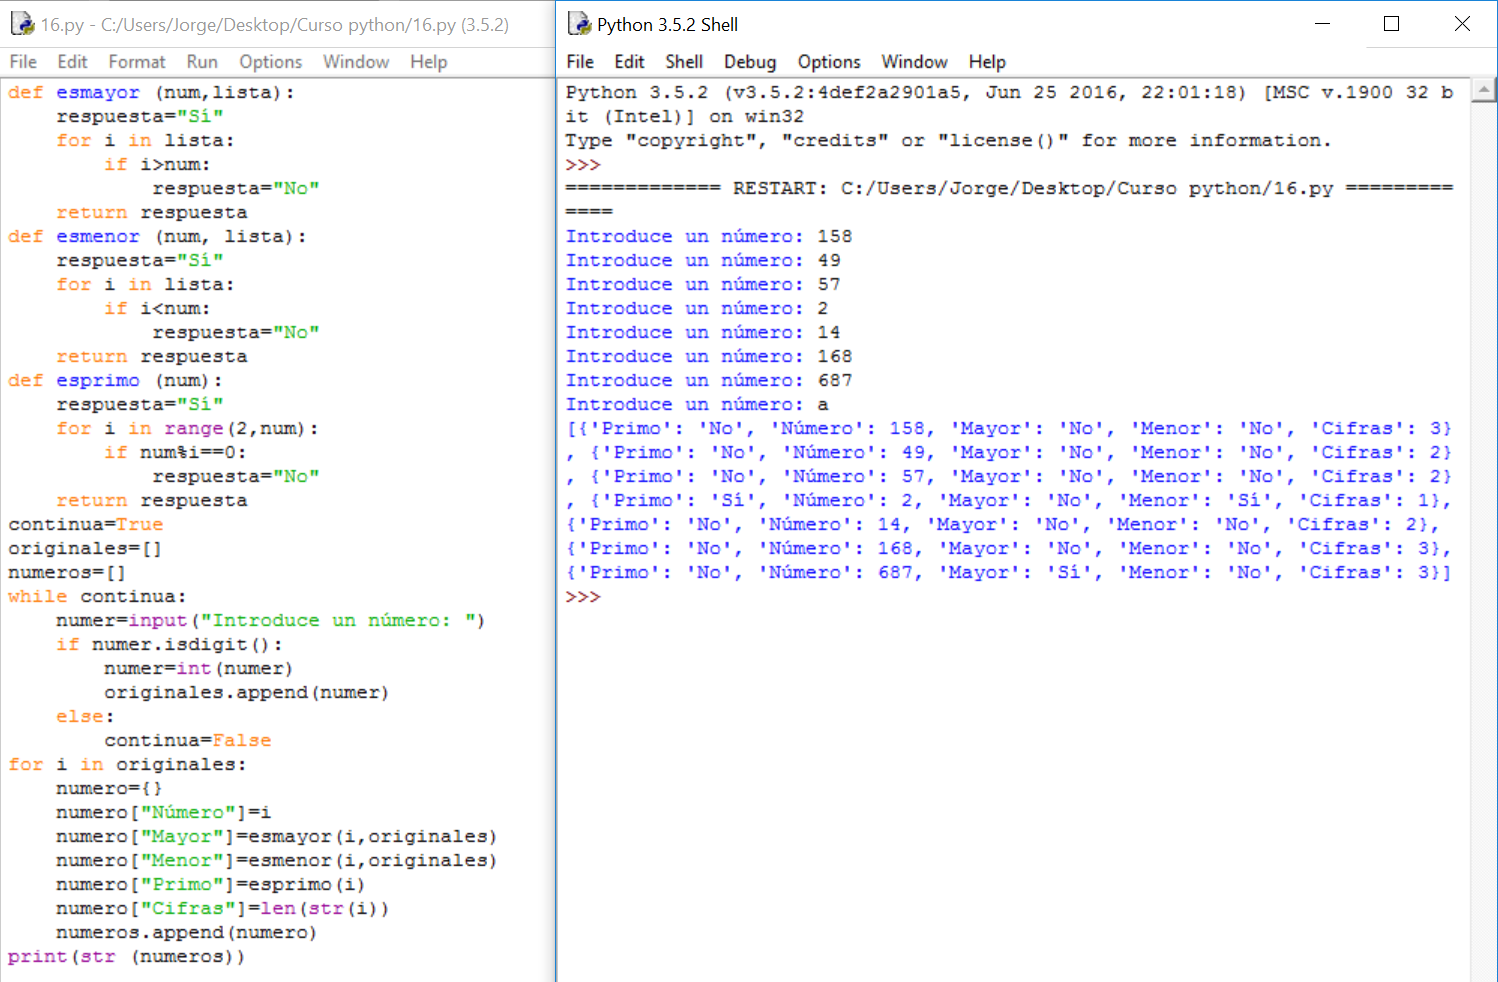 16.py - C:/Users/Jorge/Desktop/Curso python/16.py (3.5.2)
File Edit Format Run Options Window Help
def esmayor (num,lista):
    respuesta="Sí"
    for i in lista:
        if i>num:
            respuesta="No"
    return respuesta
def esmenor (num, lista):
    respuesta="Sí"
    for i in lista:
        if i<num:
            respuesta="No"
    return respuesta
def esprimo (num):
    respuesta="Sí"
    for i in range(2,num):
        if num%i==0:
            respuesta="No"
    return respuesta
continua=True
originales=[]
numeros=[]
while continua:
    numer=input("Introduce un número: ")
    if numer.isdigit():
        numer=int(numer)
        originales.append(numer)
    else:
        continua=False
for i in originales:
    numero={}
    numero["Número"]=i
    numero["Mayor"]=esmayor(i,originales)
    numero["Menor"]=esmenor(i,originales)
    numero["Primo"]=esprimo(i)
    numero["Cifras"]=len(str(i))
    numeros.append(numero)
print(str (numeros))
Python 3.5.2 Shell
File Edit Shell Debug Options Window Help
Python 3.5.2 (v3.5.2:4def2a2901a5, Jun 25 2016, 22:01:18) [MSC v.1900 32 b
it (Intel)] on win32
Type "copyright", "credits" or "license()" for more information.
>>>
============= RESTART: C:/Users/Jorge/Desktop/Curso python/16.py =========
====
Introduce un número: 158
Introduce un número: 49
Introduce un número: 57
Introduce un número: 2
Introduce un número: 14
Introduce un número: 168
Introduce un número: 687
Introduce un número: a
[{'Primo': 'No', 'Número': 158, 'Mayor': 'No', 'Menor': 'No', 'Cifras': 3}
, {'Primo': 'No', 'Número': 49, 'Mayor': 'No', 'Menor': 'No', 'Cifras': 2}
, {'Primo': 'No', 'Número': 57, 'Mayor': 'No', 'Menor': 'No', 'Cifras': 2}
, {'Primo': 'Sí', 'Número': 2, 'Mayor': 'No', 'Menor': 'Sí', 'Cifras': 1},
{'Primo': 'No', 'Número': 14, 'Mayor': 'No', 'Menor': 'No', 'Cifras': 2},
{'Primo': 'No', 'Número': 168, 'Mayor': 'No', 'Menor': 'No', 'Cifras': 3},
{'Primo': 'No', 'Número': 687, 'Mayor': 'Sí', 'Menor': 'No', 'Cifras': 3}]
>>>